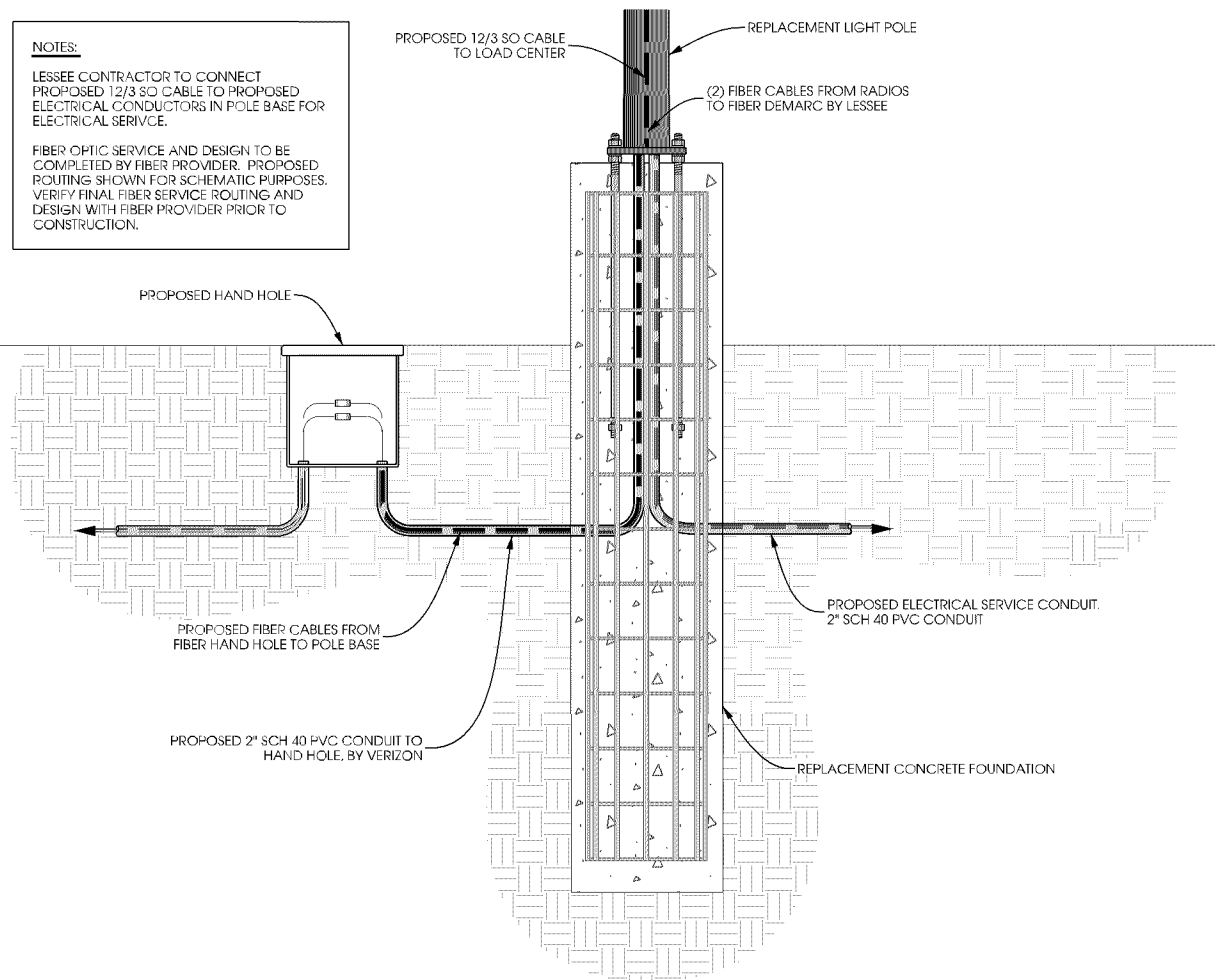 NOTES:
LESSEE CONTRACTOR TO CONNECT
PROPOSED 12/3 SO CABLE TO PROPOSED
ELECTRICAL CONDUCTORS IN POLE BASE FOR
ELECTRICAL SERIVCE.
FIBER OPTIC SERVICE AND DESIGN TO BE
COMPLETED BY FIBER PROVIDER. PROPOSED
ROUTING SHOWN FOR SCHEMATIC PURPOSES.
VERIFY FINAL FIBER SERVICE ROUTING AND
DESIGN WITH FIBER PROVIDER PRIOR TO
CONSTRUCTION.
PROPOSED 12/3 SO CABLE
TO LOAD CENTER
REPLACEMENT LIGHT POLE
(2) FIBER CABLES FROM RADIOS
TO FIBER DEMARC BY LESSEE
PROPOSED HAND HOLE
PROPOSED FIBER CABLES FROM
FIBER HAND HOLE TO POLE BASE
PROPOSED ELECTRICAL SERVICE CONDUIT.
2" SCH 40 PVC CONDUIT
PROPOSED 2" SCH 40 PVC CONDUIT TO
HAND HOLE, BY VERIZON
REPLACEMENT CONCRETE FOUNDATION